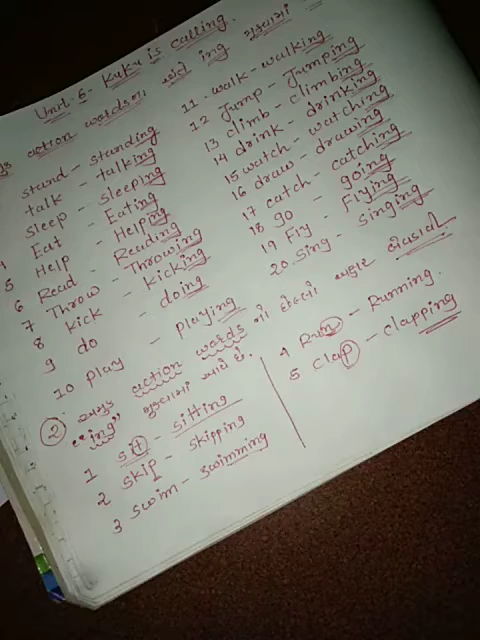 Unit: 6- Kuku is calling.
action words ing
stand - standing
talk - talking
sleep - sleeping
Eat - Eating
5 Help - Helping
6 Read - Reading
7 Throw - Throwing
8 kick - kicking
9 do - doing
10 play - playing
11 walk - walking
12 Jump - Jumping
13 climb - climbing
14 drink - drinking
15 watch - watching
16 draw - drawing
17 catch - catching
18 go - going
19 Fly - Flying
20 Sing - singing
2 action words નો
"ing" આવે છે.
1 sit - sitting
2 skip - skipping
3 swim - swimming
4 Run - Running.
5 clap - clapping